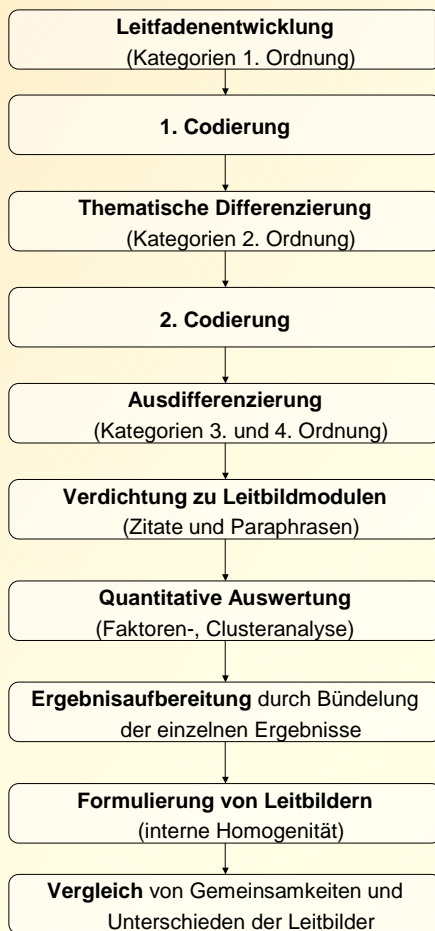 Leitfadenentwicklung
(Kategorien 1. Ordnung)
1. Codierung
Thematische Differenzierung
(Kategorien 2. Ordnung)
2. Codierung
Ausdifferenzierung
(Kategorien 3. und 4. Ordnung)
Verdichtung zu Leitbildmodulen
(Zitate und Paraphrasen)
Quantitative Auswertung
(Faktoren-, Clusteranalyse)
Ergebnisaufbereitung durch Bündelung
der einzelnen Ergebnisse
Formulierung von Leitbildern
(interne Homogenität)
Vergleich von Gemeinsamkeiten und
Unterschieden der Leitbilder